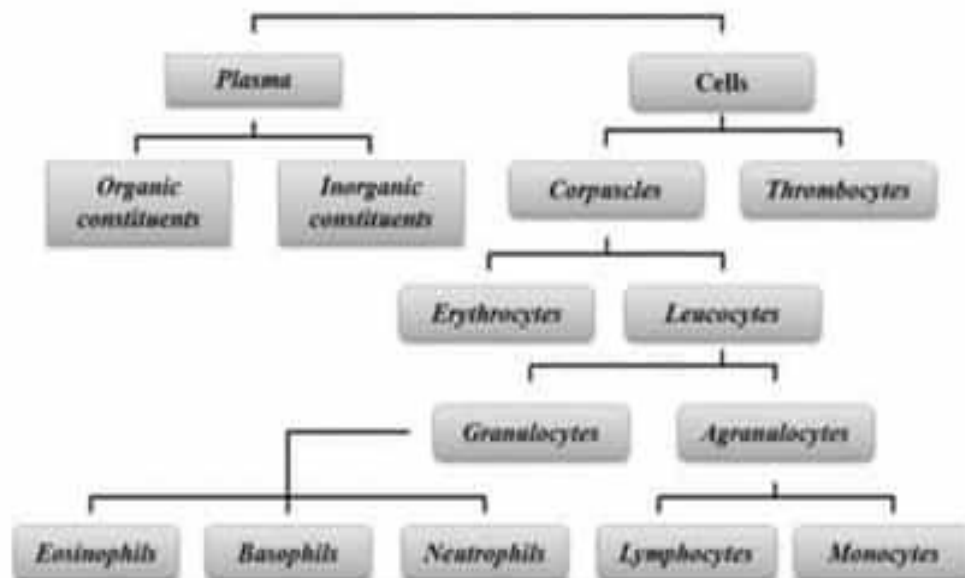 Plasma
Cells
Organic
constituents
Inorganic
constituents
Corpuscles
Thrombocytes
Erythrocytes
Leucocytes
Granulocytes
Agranulocytes
Eosinophils
Basophils
Neutrophils
Lymphocytes
Monocytes